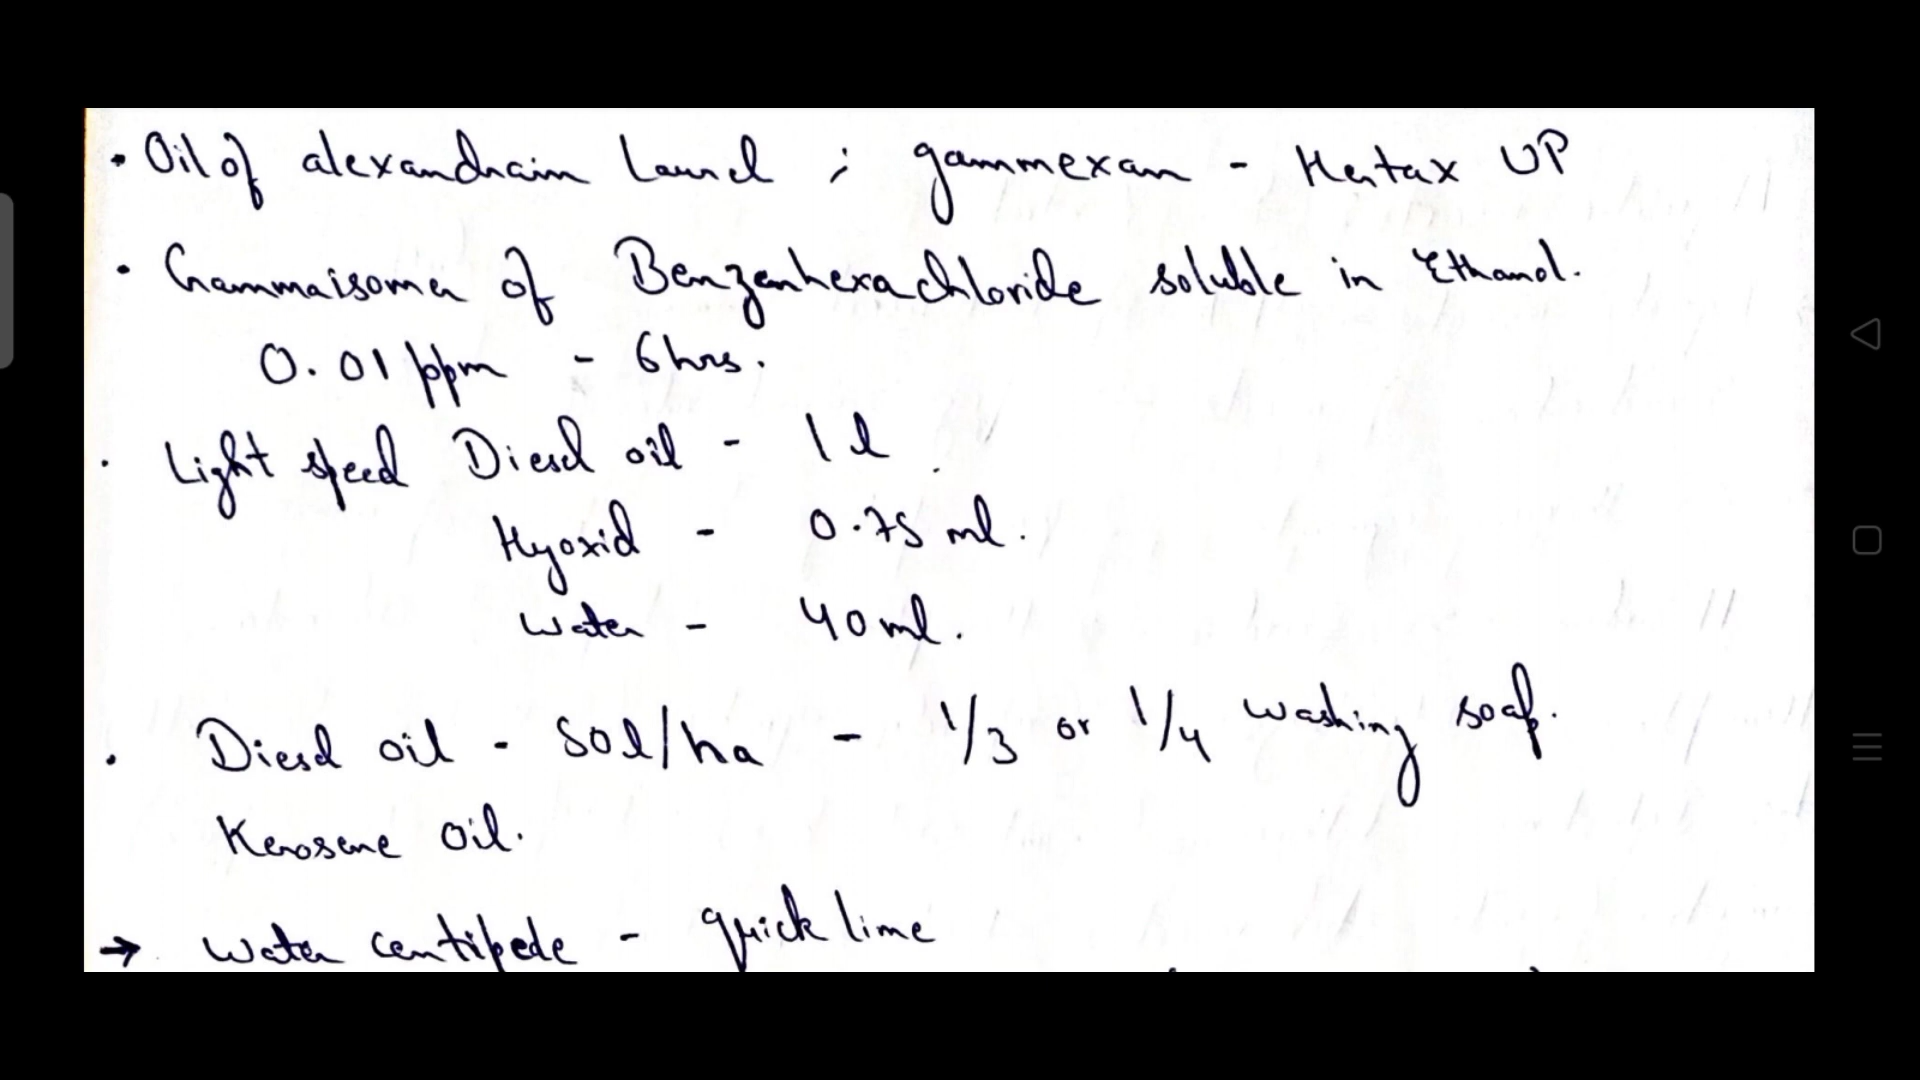 • Oil of alexandrain Laurel ; gammexan - Hertax UP
• Gammaisomer of Benzenhexachloride soluble in Ethanol.
0.01 ppm - 6 hrs.
• Light speed Diesel oil - 1 l.
Hyoxid - 0.75 ml.
Water - 40 ml.
• Diesel oil - 50 l/ha - 1/3 or 1/4 washing soap.
Kerosene oil.
→ Water centipede - quick lime